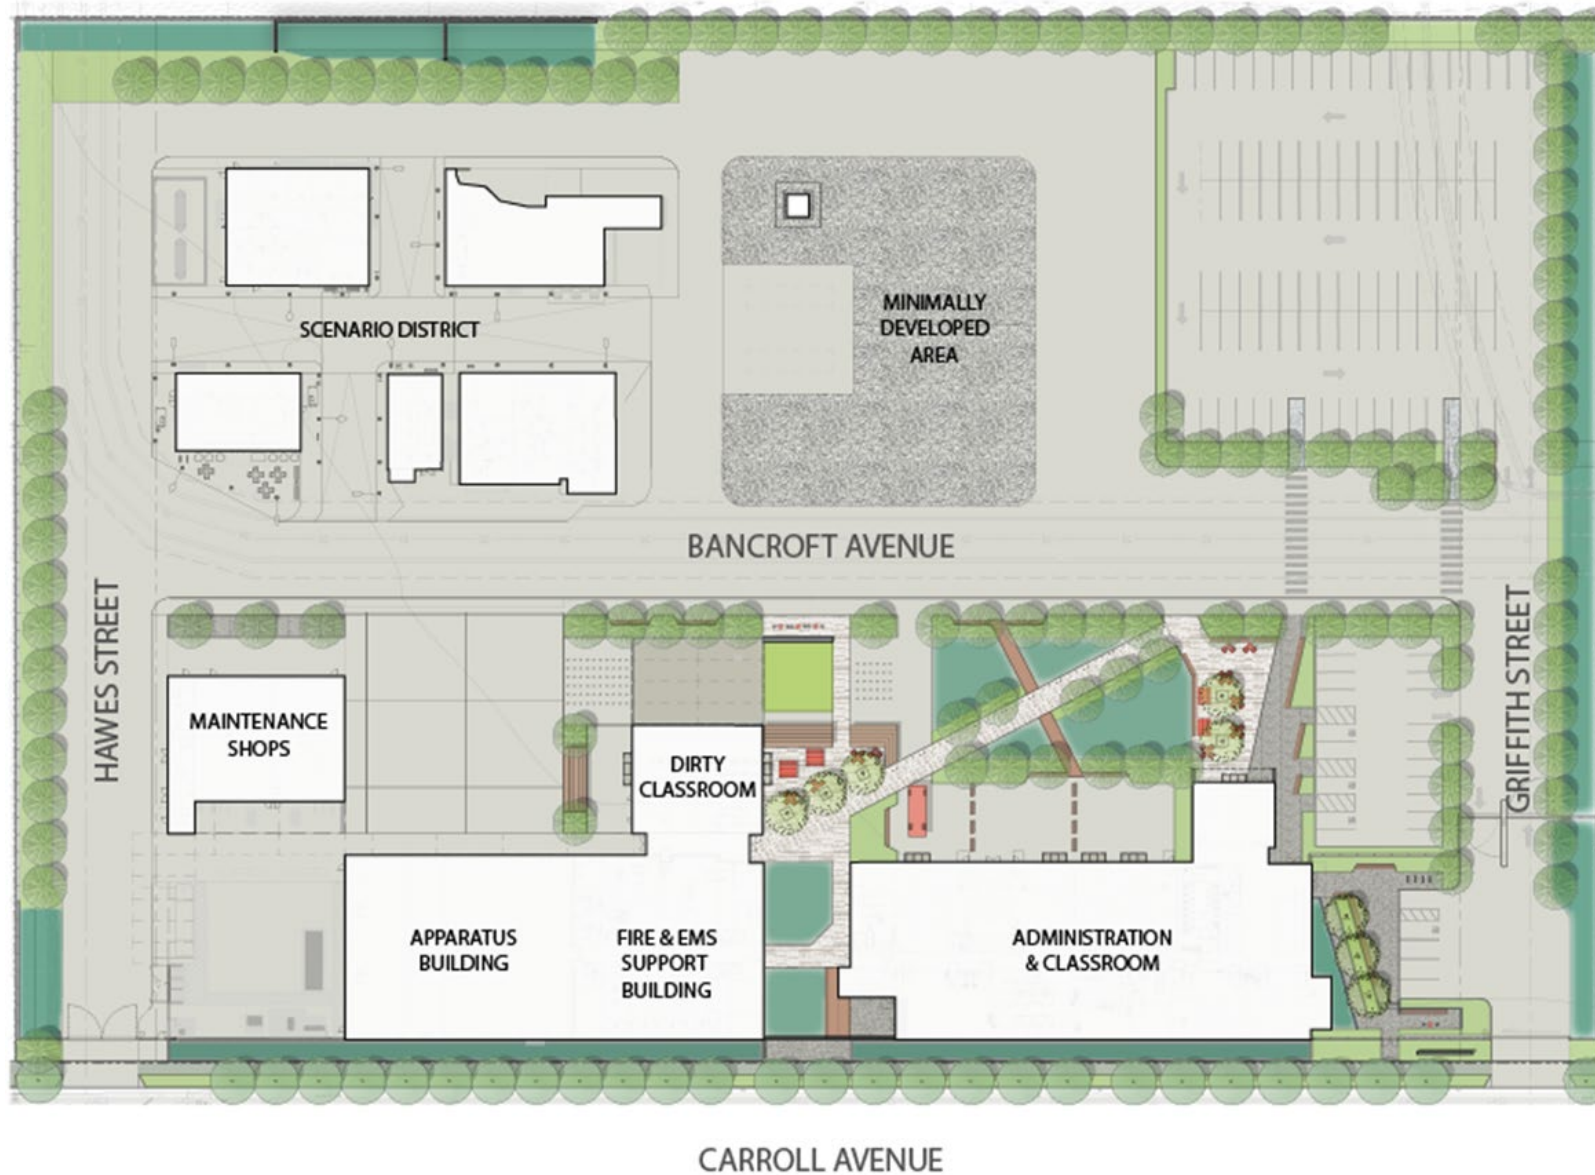 SCENARIO DISTRICT
MINIMALLY
DEVELOPED
AREA
BANCROFT AVENUE
HAWES STREET
GRIFFITH STREET
MAINTENANCE
SHOPS
DIRTY
CLASSROOM
APPARATUS
BUILDING
FIRE & EMS
SUPPORT
BUILDING
ADMINISTRATION
& CLASSROOM
CARROLL AVENUE